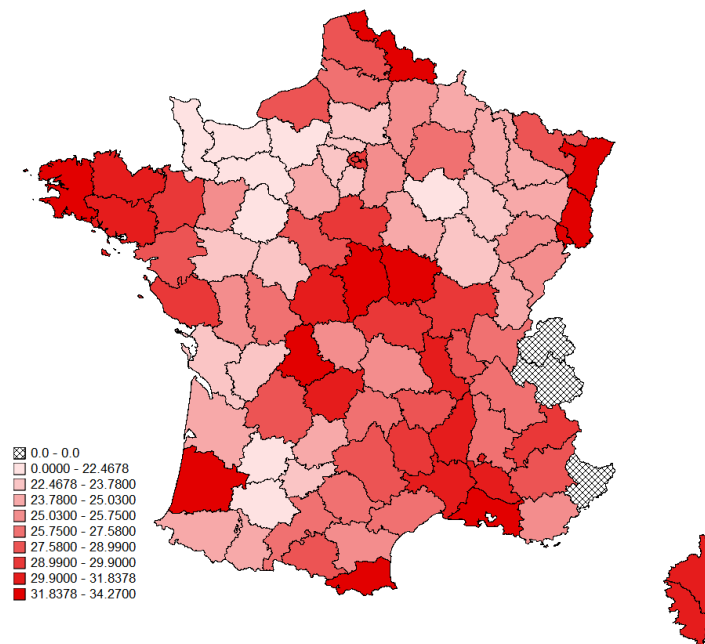 0.0 - 0.0
0.0000 - 22.4678
22.4678 - 23.7800
23.7800 - 25.0300
25.0300 - 25.7500
25.7500 - 27.5800
27.5800 - 28.9900
28.9900 - 29.9000
29.9000 - 31.8378
31.8378 - 34.2700